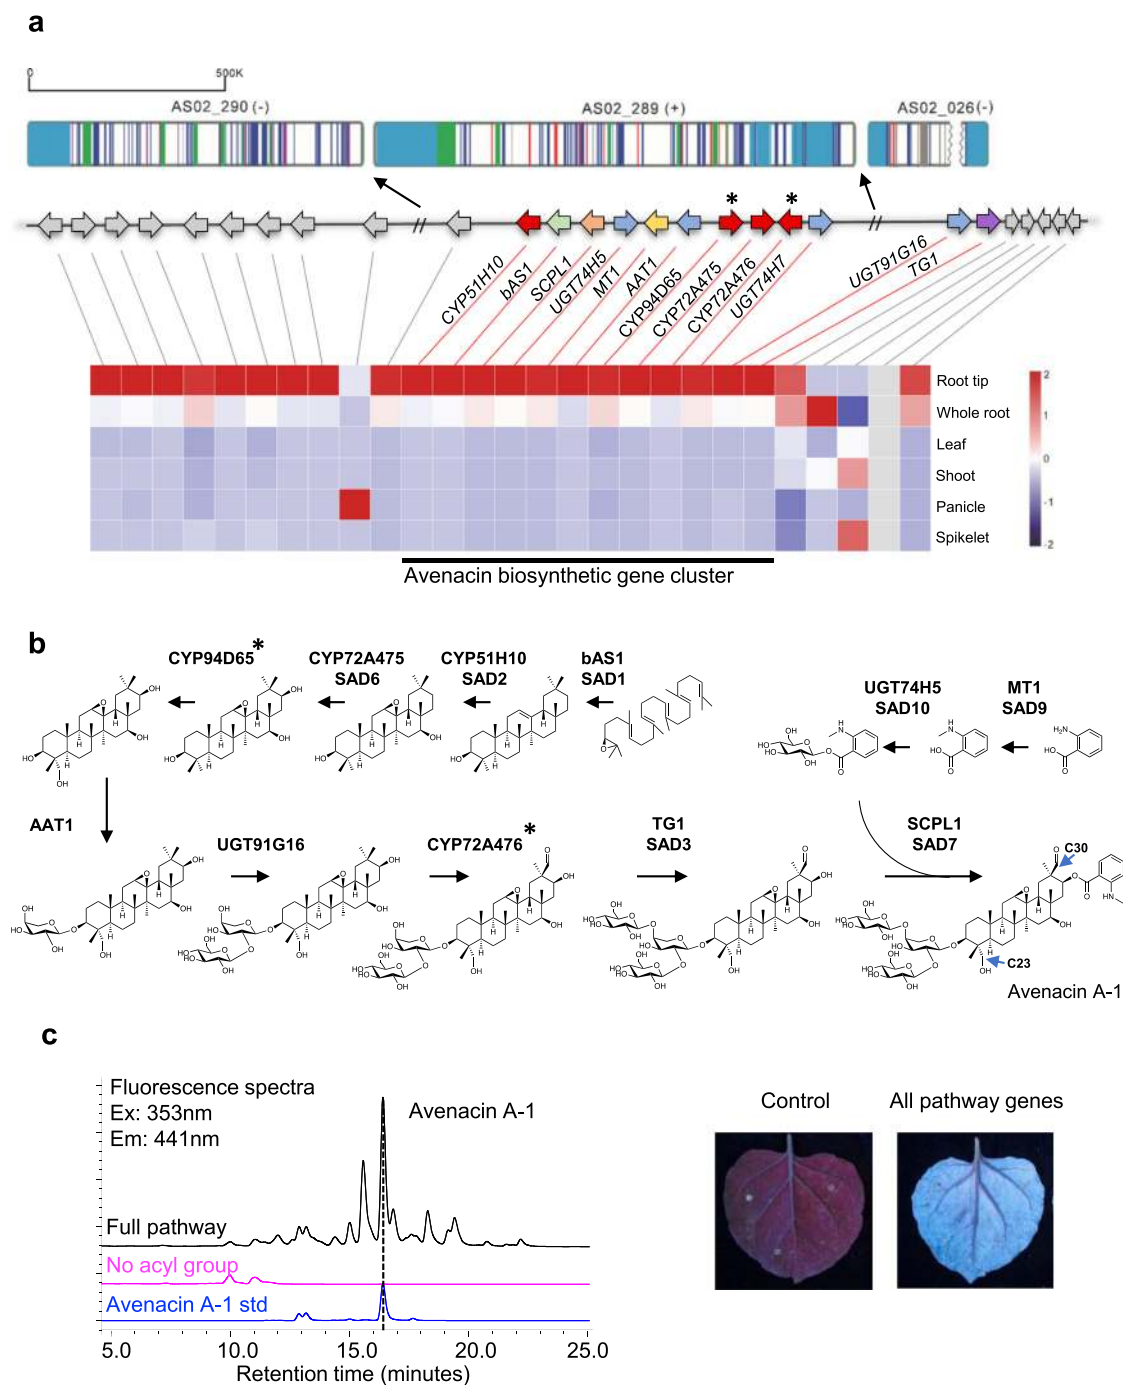 a
0
500K
AS02_290 (-)
AS02_289 (+)
AS02_026(-)
//
//
*
*
CYP51H10
bAS1
SCPL1
UGT74H5
MT1
AAT1
CYP94D65
CYP72A475
CYP72A476
UGT74H7
UGT91G16
TG1
Root tip
Whole root
Leaf
Shoot
Panicle
Spikelet
2
1
0
-1
-2
Avenacin biosynthetic gene cluster
b
CYP94D65*
CYP72A475
SAD6
CYP51H10
SAD2
bAS1
SAD1
UGT74H5
SAD10
MT1
SAD9
AAT1
UGT91G16
CYP72A476*
TG1
SAD3
SCPL1
SAD7
C30
C23
Avenacin A-1
c
Fluorescence spectra
Ex: 353nm
Em: 441nm
Avenacin A-1
Full pathway
No acyl group
Avenacin A-1 std
5.0
10.0
15.0
20.0
25.0
Retention time (minutes)
Control
All pathway genes